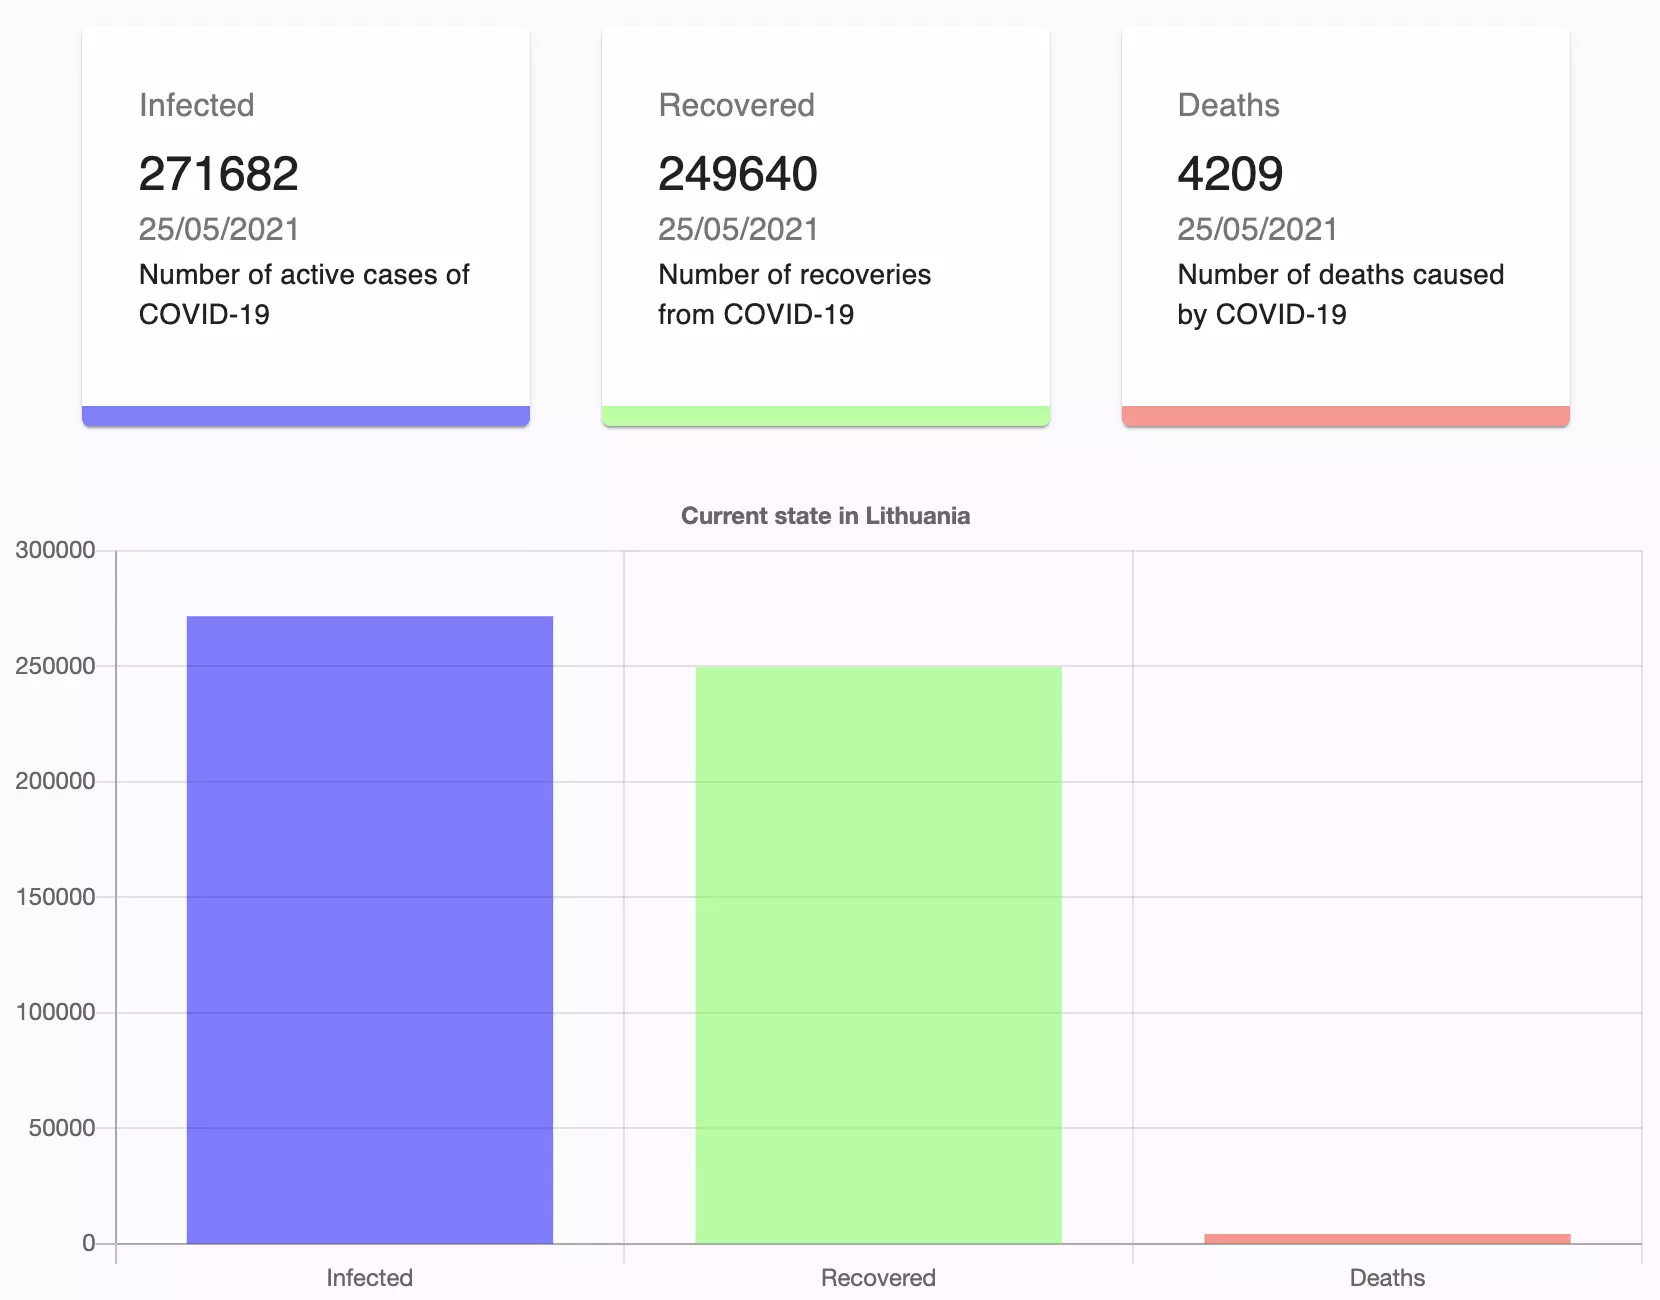 Infected
271682
25/05/2021
Number of active cases of
COVID-19
Recovered
249640
25/05/2021
Number of recoveries
from COVID-19
Deaths
4209
25/05/2021
Number of deaths caused
by COVID-19
Current state in Lithuania
300000
250000
200000
150000
100000
50000
0
Infected
Recovered
Deaths